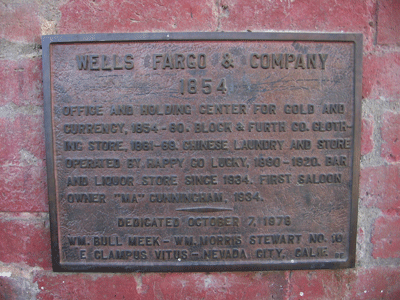 WELLS FARGO & COMPANY
1854
OFFICE AND HOLDING CENTER FOR GOLD AND
CURRENCY, 1854-60. BLOCK & FURTH CO. CLOTH-
ING STORE, 1861-69. CHINESE LAUNDRY AND STORE
OPERATED BY HAPPY GO LUCKY, 1890-1920. BAR
AND LIQUOR STORE SINCE 1934. FIRST SALOON
OWNER "MA" CUNNINGHAM, 1934.
DEDICATED OCTOBER 7, 1978
WM. BULL MEEK - WM. MORRIS STEWART NO. 10
E CLAMPUS VITUS - NEVADA CITY, CALIF.